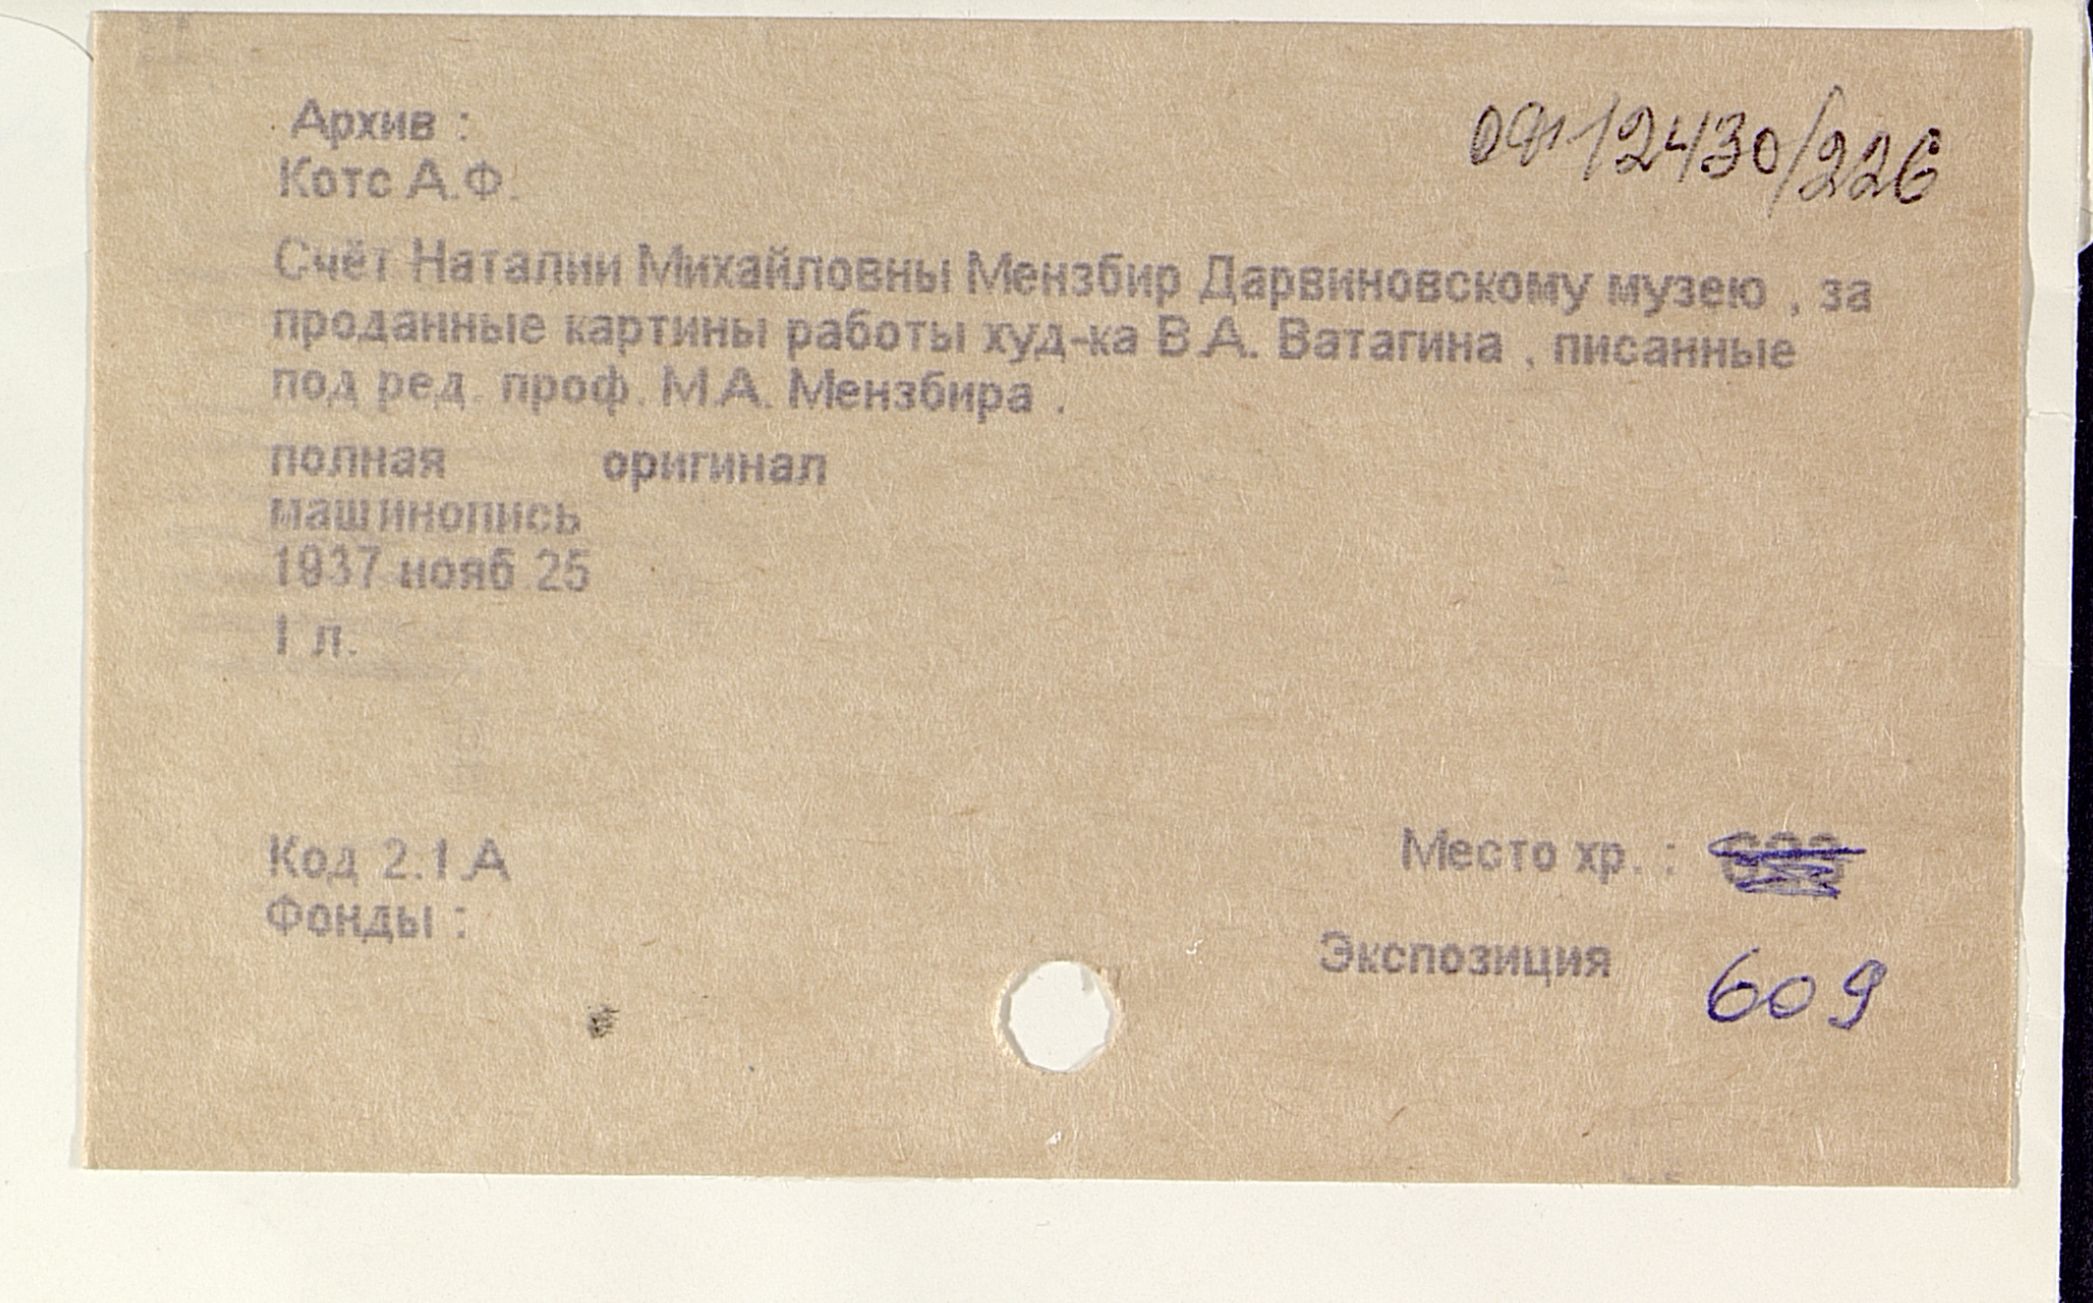 Архив :
12430/226
Котс А.Ф.
Счёт Наталии Михайловны Мензбир Дарвиновскому музею , за
проданные картины работы худ-ка В.А. Ватагина , писанные
под ред. проф. М.А. Мензбира .
полная оригинал
машинопись
1937 нояб 25
1 л.
Код 2.1.А
Место хр. :
Фонды :
Экспозиция
609